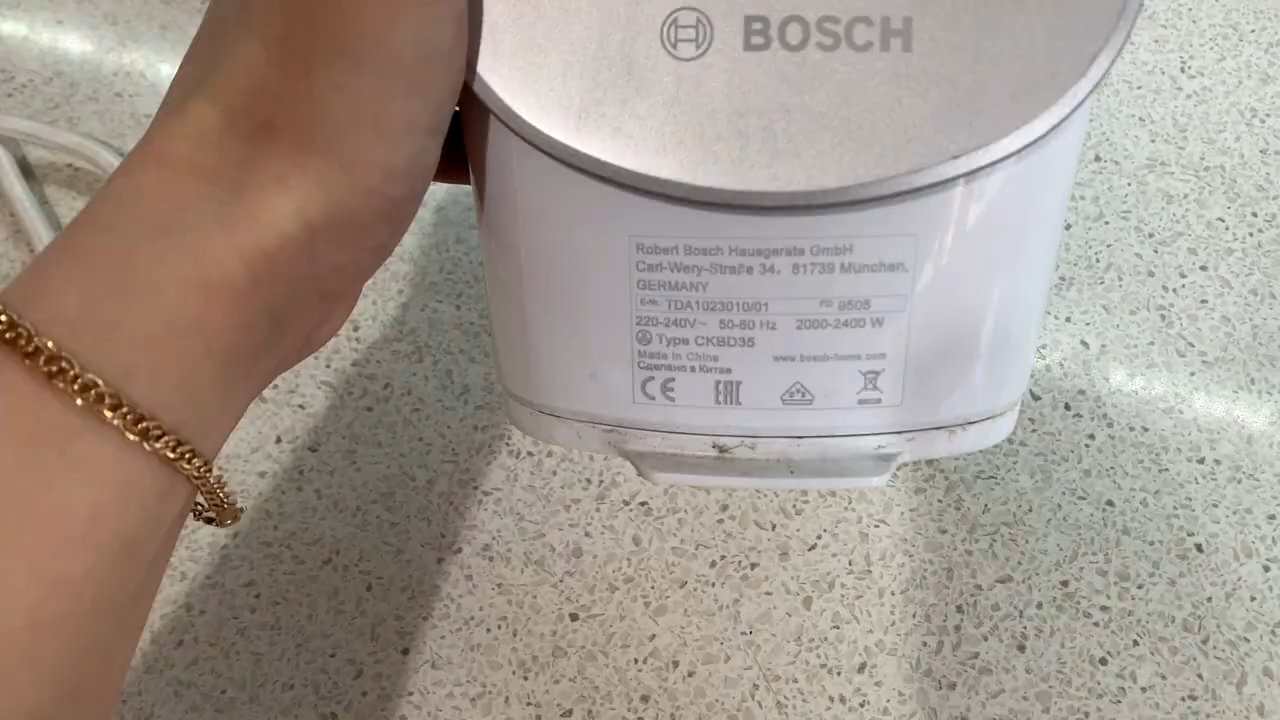 BOSCH
Robert Bosch Hausgeräte GmbH
Carl-Wery-Straße 34, 81739 München,
GERMANY
E-Nr.: TDA1023010/01 FD 9505
220-240V~ 50-60 Hz 2000-2400 W
Type CKBD35
Made in China www.bosch-home.com
Сделано в Китае
CE EAC